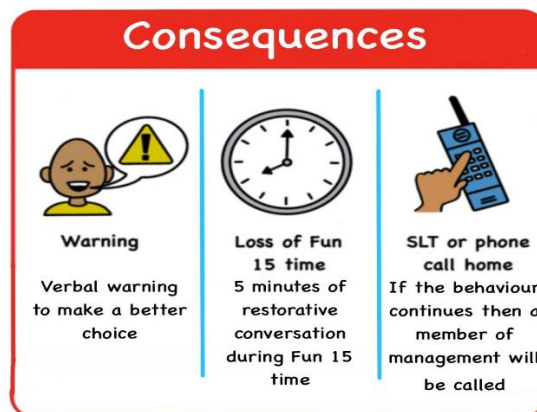 Consequences
Warning
Verbal warning
to make a better
choice
Loss of Fun
15 time
5 minutes of
restorative
conversation
during Fun 15
time
SLT or phone
call home
If the behaviour
continues then a
member of
management will
be called